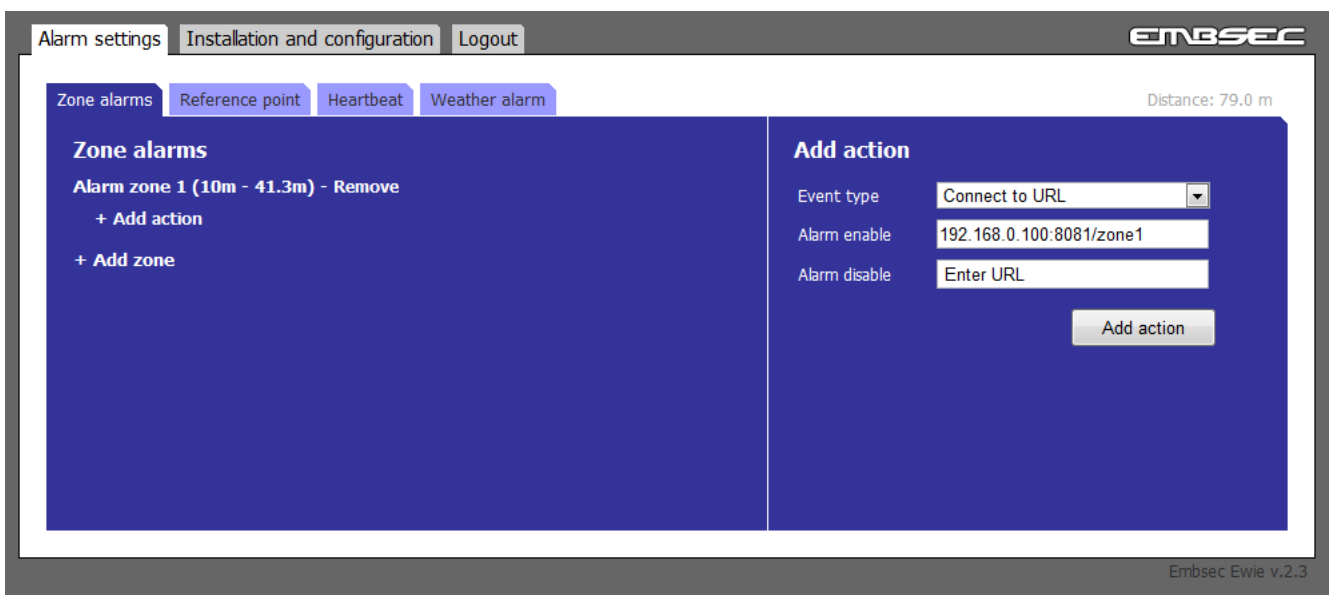 Alarm settings Installation and configuration Logout EMBSEC
Zone alarms Reference point Heartbeat Weather alarm Distance: 79.0 m
Zone alarms
Alarm zone 1 (10m - 41.3m) - Remove
+ Add action
+ Add zone
Add action
Event type Connect to URL
Alarm enable 192.168.0.100:8081/zone1
Alarm disable Enter URL
Add action
Embsec Ewie v.2.3